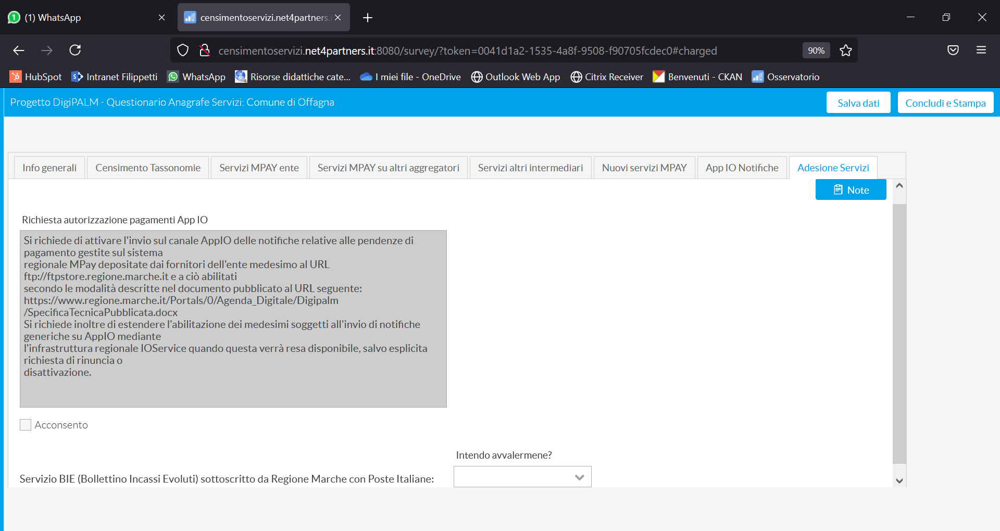 1 (1) WhatsApp
censimentoservizi.net4partners.i
censimentoservizi.net4partners.it:8080/survey/?token=0041d1a2-1535-4a8f-9508-f90705fcdec0#charged
90%
HubSpot Intranet Filippetti WhatsApp Risorse didattiche cate... I miei file - OneDrive Outlook Web App Citrix Receiver Benvenuti - CKAN Osservatorio
Progetto DigiPALM - Questionario Anagrafe Servizi: Comune di Offagna
Salva dati Concludi e Stampa
Info generali Censimento Tassonomie Servizi MPAY ente Servizi MPAY su altri aggregatori Servizi altri intermediari Nuovi servizi MPAY App IO Notifiche Adesione Servizi
Note
Richiesta autorizzazione pagamenti App IO
Si richiede di attivare l'invio sul canale AppIO delle notifiche relative alle pendenze di
pagamento gestite sul sistema
regionale MPay depositate dai fornitori dell'ente medesimo al URL
ftp://ftpstore.regione.marche.it e a ciò abilitati
secondo le modalità descritte nel documento pubblicato al URL seguente:
https://www.regione.marche.it/Portals/0/Agenda_Digitale/Digipalm
/SpecificaTecnicaPubblicata.docx
Si richiede inoltre di estendere l'abilitazione dei medesimi soggetti all'invio di notifiche
generiche su AppIO mediante
l'infrastruttura regionale IOService quando questa verrà resa disponibile, salvo esplicita
richiesta di rinuncia o
disattivazione.
Acconsento
Intendo avvalermene?
Servizio BIE (Bollettino Incassi Evoluti) sottoscritto da Regione Marche con Poste Italiane: